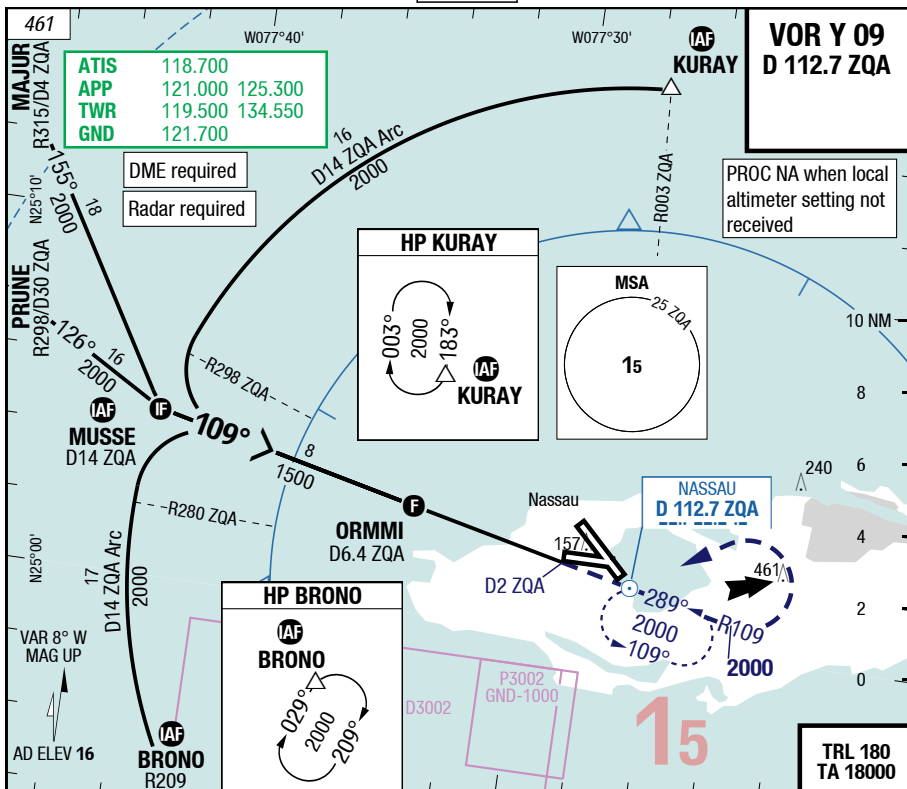 461
W077°40'
W077°30'
VOR Y 09
D 112.7 ZQA
ATIS 118.700
APP 121.000 125.300
TWR 119.500 134.550
GND 121.700
DME required
Radar required
PROC NA when local
altimeter setting not
received
MAJUR
R315/D4 ZQA
155°
18
2000
N25°10'
PRUNE
R298/D30 ZQA
126°
16
2000
IAF
KURAY
16
D14 ZQA Arc
2000
R003 ZQA
HP KURAY
003°
2000
183°
IAF
KURAY
MSA
25 ZQA
15
10 NM
8
6
4
2
0
R298 ZQA
IF
IAF
MUSSE
D14 ZQA
109°
8
1500
F
ORMMI
D6.4 ZQA
R280 ZQA
Nassau
157
D2 ZQA
NASSAU
D 112.7 ZQA
240
461
289°
R109
2000
109°
2000
N25°00'
17
D14 ZQA Arc
2000
HP BRONO
IAF
BRONO
029°
2000
209°
VAR 8° W
MAG UP
AD ELEV 16
IAF
BRONO
R209
D3002
P3002
GND-1000
15
TRL 180
TA 18000